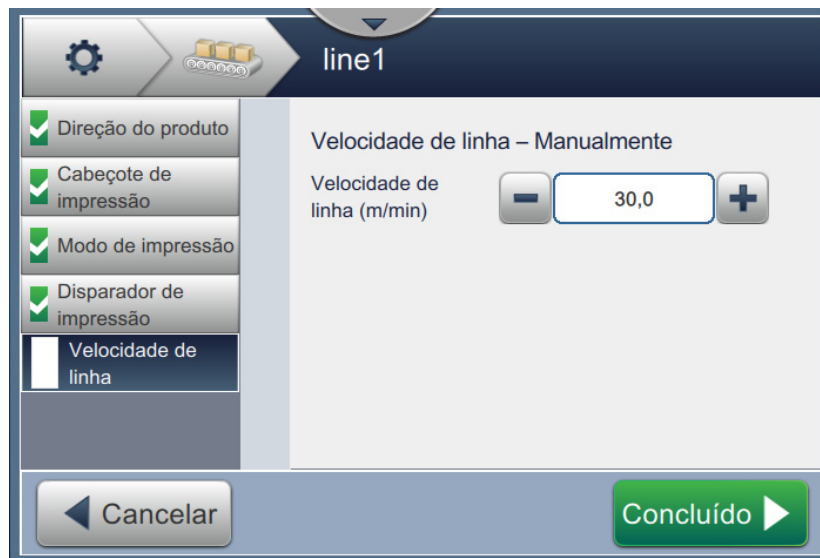 line1
Direção do produto
Cabeçote de
impressão
Modo de impressão
Disparador de
impressão
Velocidade de
linha
Velocidade de linha – Manualmente
Velocidade de
linha (m/min)
30,0
Cancelar
Concluído